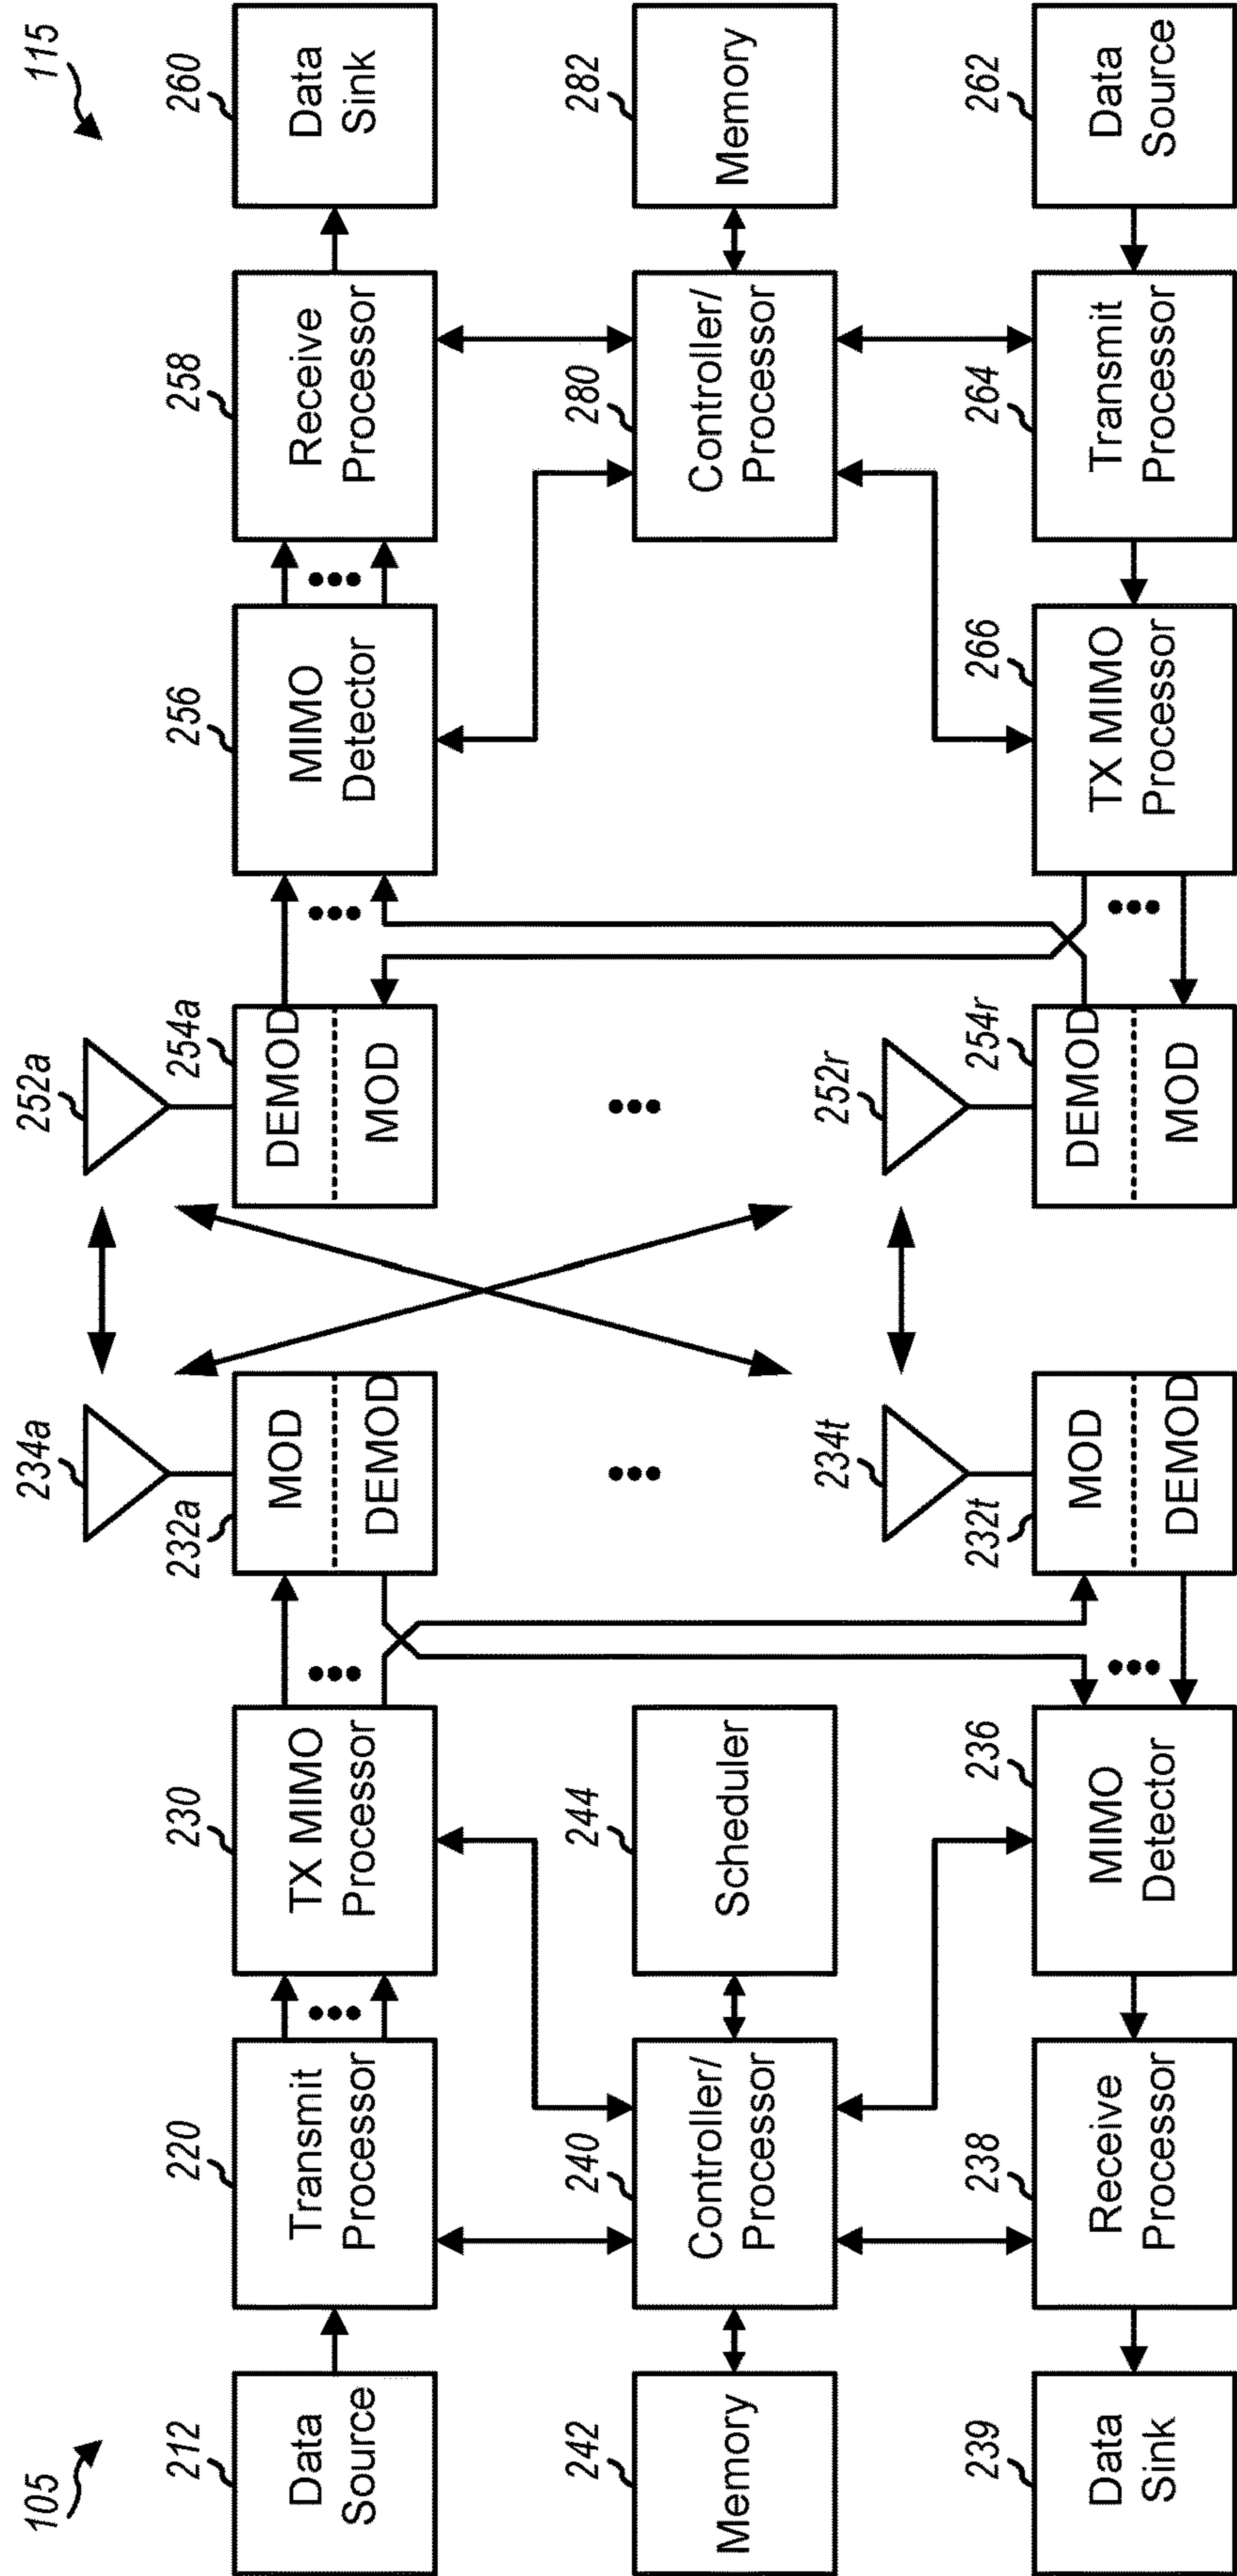 105
115
212
Data
Source
220
Transmit
Processor
230
TX MIMO
Processor
232a
MOD
DEMOD
234a
252a
254a
DEMOD
MOD
256
MIMO
Detector
258
Receive
Processor
260
Data
Sink
242
Memory
240
Controller/
Processor
244
Scheduler
280
Controller/
Processor
282
Memory
239
Data
Sink
238
Receive
Processor
236
MIMO
Detector
232t
MOD
DEMOD
234t
252r
254r
DEMOD
MOD
266
TX MIMO
Processor
264
Transmit
Processor
262
Data
Source